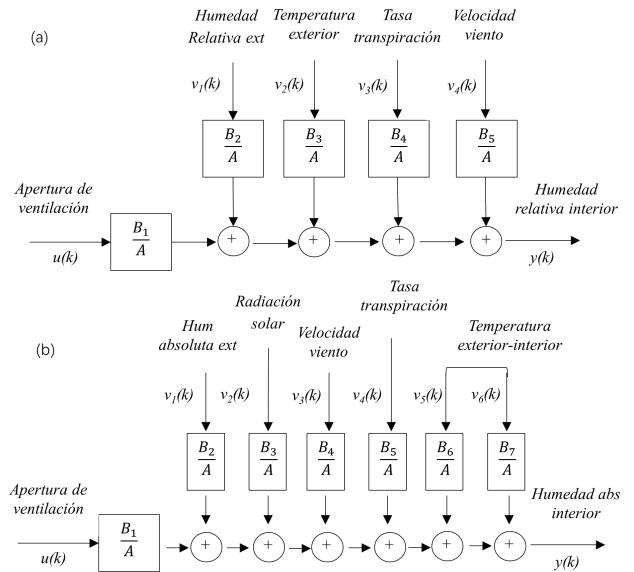 (a)
Humedad
Relativa ext
Temperatura
exterior
Tasa
transpiración
Velocidad
viento
v1(k)
v2(k)
v3(k)
v4(k)
B2
A
B3
A
B4
A
B5
A
Apertura de
ventilación
u(k)
B1
A
+
+
+
+
Humedad
relativa interior
y(k)
(b)
Hum
absoluta ext
Radiación
solar
Velocidad
viento
Tasa
transpiración
Temperatura
exterior-interior
v1(k)
v2(k)
v3(k)
v4(k)
v5(k)
v6(k)
B2
A
B3
A
B4
A
B5
A
B6
A
B7
A
Apertura de
ventilación
u(k)
B1
A
+
+
+
+
+
+
Humedad abs
interior
y(k)